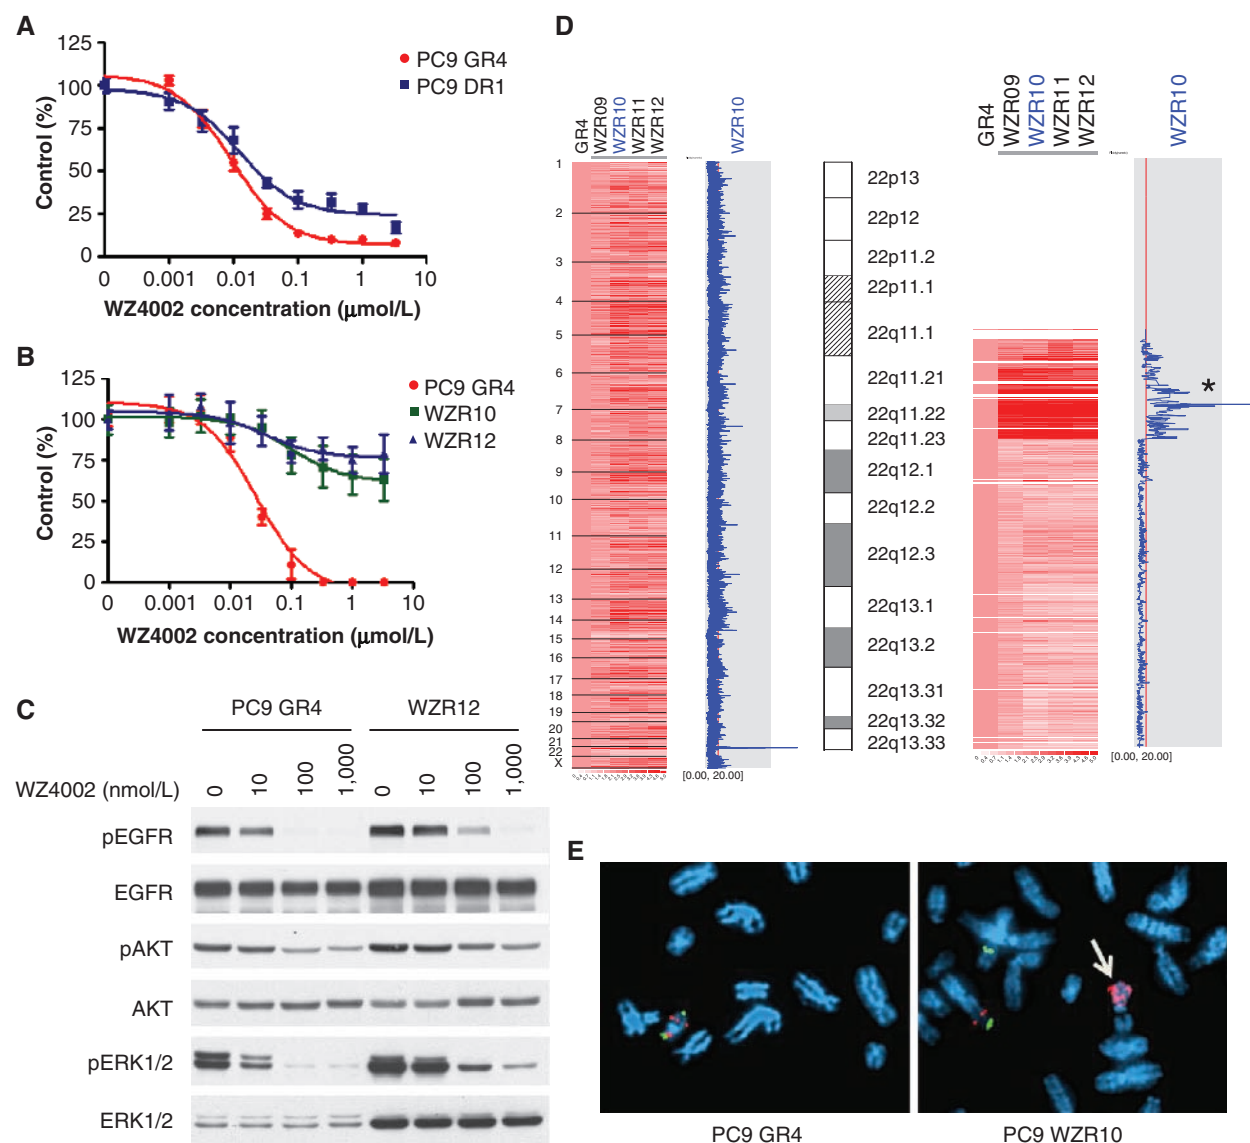 A
125
100
75
50
25
0
Control (%)
0 0.001 0.01 0.1 1 10
WZ4002 concentration (μmol/L)
PC9 GR4
PC9 DR1
B
125
100
75
50
25
0
Control (%)
0 0.001 0.01 0.1 1 10
WZ4002 concentration (μmol/L)
PC9 GR4
WZR10
WZR12
C
PC9 GR4 WZR12
WZ4002 (nmol/L) 0 10 100 1,000 0 10 100 1,000
pEGFR
EGFR
pAKT
AKT
pERK1/2
ERK1/2
D
GR4 WZR09 WZR10 WZR11 WZR12 WZR10
1
2
3
4
5
6
7
8
9
10
11
12
13
14
15
16
17
18
19
20
21
22
X
[0.00, 20.00]
22p13
22p12
22p11.2
22p11.1
22q11.1
22q11.21
22q11.22
22q11.23
22q12.1
22q12.2
22q12.3
22q13.1
22q13.2
22q13.31
22q13.32
22q13.33
GR4 WZR09 WZR10 WZR11 WZR12 WZR10
*
[0.00, 20.00]
E
PC9 GR4 PC9 WZR10